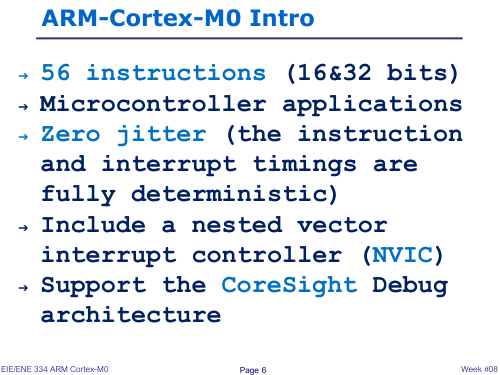 ARM-Cortex-M0 Intro
→ 56 instructions (16&32 bits)
→ Microcontroller applications
→ Zero jitter (the instruction
and interrupt timings are
fully deterministic)
→ Include a nested vector
interrupt controller (NVIC)
→ Support the CoreSight Debug
architecture
EIE/ENE 334 ARM Cortex-M0 Page 6 Week #08